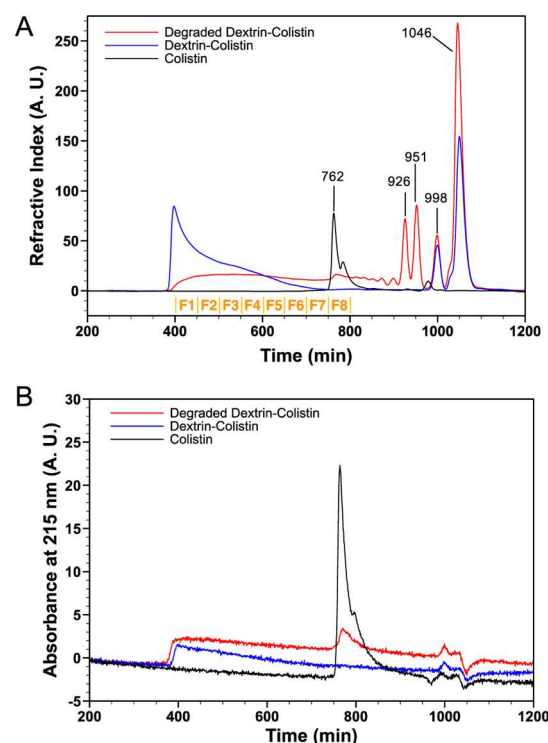 A
Degraded Dextrin-Colistin
Dextrin-Colistin
Colistin
1046
762
951
926
998
Refractive Index (A. U.)
250
200
150
100
50
0
F1 F2 F3 F4 F5 F6 F7 F8
200 400 600 800 1000 1200
Time (min)
B
Degraded Dextrin-Colistin
Dextrin-Colistin
Colistin
Absorbance at 215 nm (A. U.)
30
25
20
15
10
5
0
-5
200 400 600 800 1000 1200
Time (min)